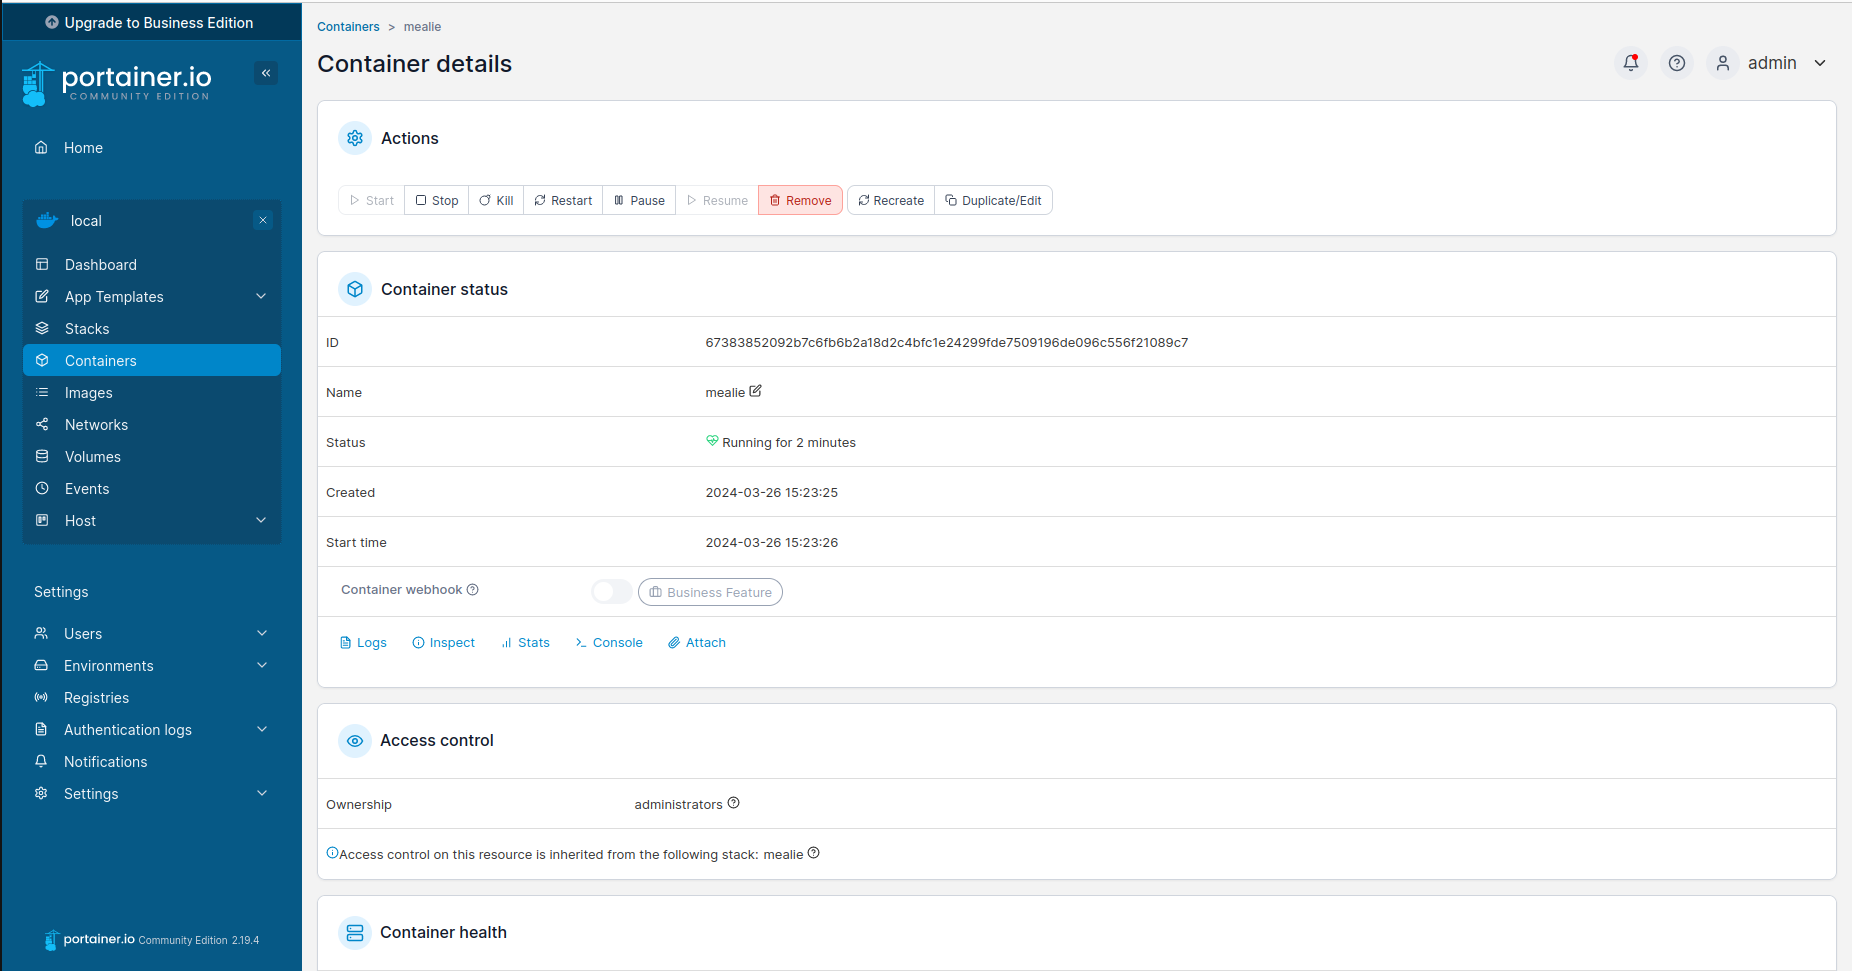 Upgrade to Business Edition
portainer.io
COMMUNITY EDITION
Home
local
Dashboard
App Templates
Stacks
Containers
Images
Networks
Volumes
Events
Host
Settings
Users
Environments
Registries
Authentication logs
Notifications
Settings
portainer.io Community Edition 2.19.4
Containers > mealie
Container details
admin
Actions
Start Stop Kill Restart Pause Resume Remove Recreate Duplicate/Edit
Container status
ID 67383852092b7c6fb6b2a18d2c4bfc1e24299fde7509196de096c556f21089c7
Name mealie
Status Running for 2 minutes
Created 2024-03-26 15:23:25
Start time 2024-03-26 15:23:26
Container webhook Business Feature
Logs Inspect Stats Console Attach
Access control
Ownership administrators
Access control on this resource is inherited from the following stack: mealie
Container health